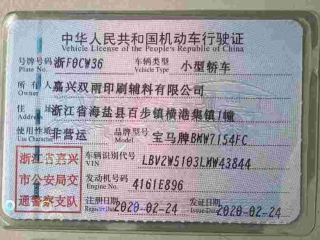 中华人民共和国机动车行驶证
Vehicle License of the People's Republic of China
号牌号码 浙F0CW36 车辆类型 小型轿车
Plate No. Vehicle Type
所有人 嘉兴双雨印刷辅料有限公司
Owner
住址 浙江省海盐县百步镇横港集镇1幢
Address
使用性质 非营运 品牌型号 宝马牌BMW7154FC
Use Character Model
浙江省嘉兴市公安局交通警察支队
车辆识别代号 LBV2W5103LMW43844
VIN
发动机号码 4161E896
Engine No.
注册日期 2020-02-24 发证日期 2020-02-24
Register Date Issue Date